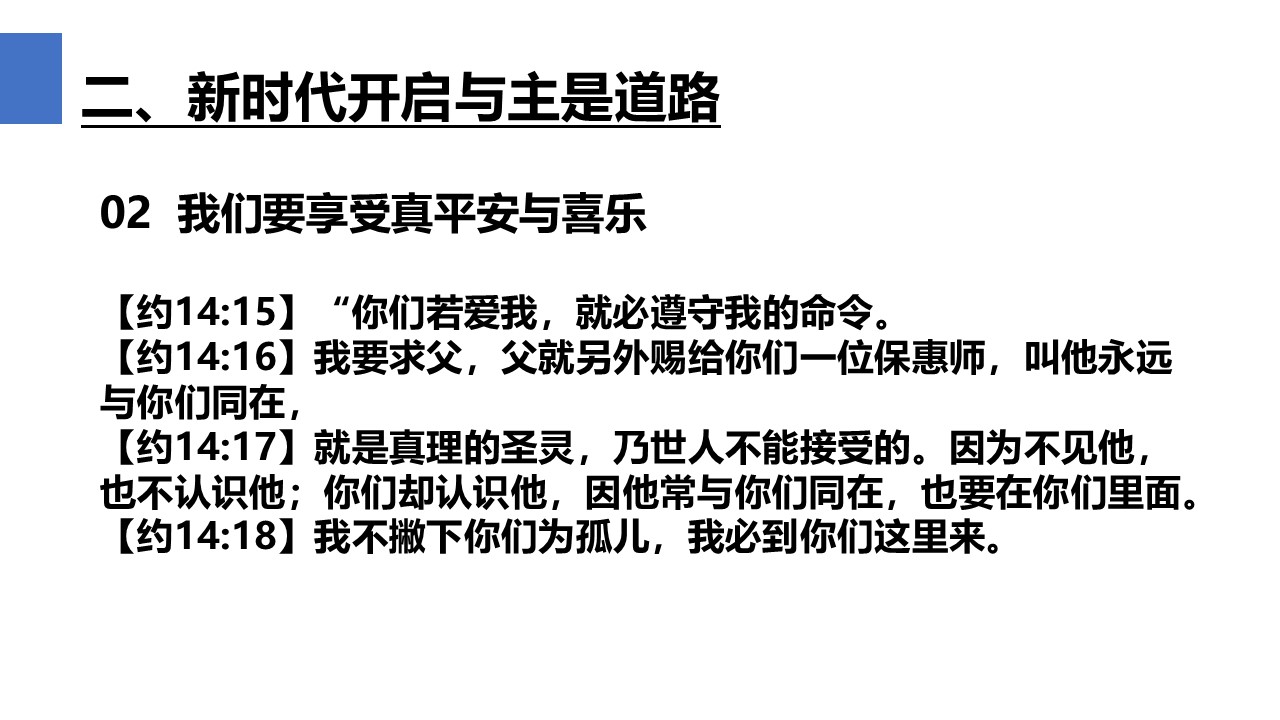 二、新时代开启与主是道路
02 我们要享受真平安与喜乐
【约14:15】“你们若爱我，就必遵守我的命令。
【约14:16】我要求父，父就另外赐给你们一位保惠师，叫他永远
与你们同在，
【约14:17】就是真理的圣灵，乃世人不能接受的。因为不见他，
也不认识他；你们却认识他，因他常与你们同在，也要在你们里面。
【约14:18】我不撇下你们为孤儿，我必到你们这里来。